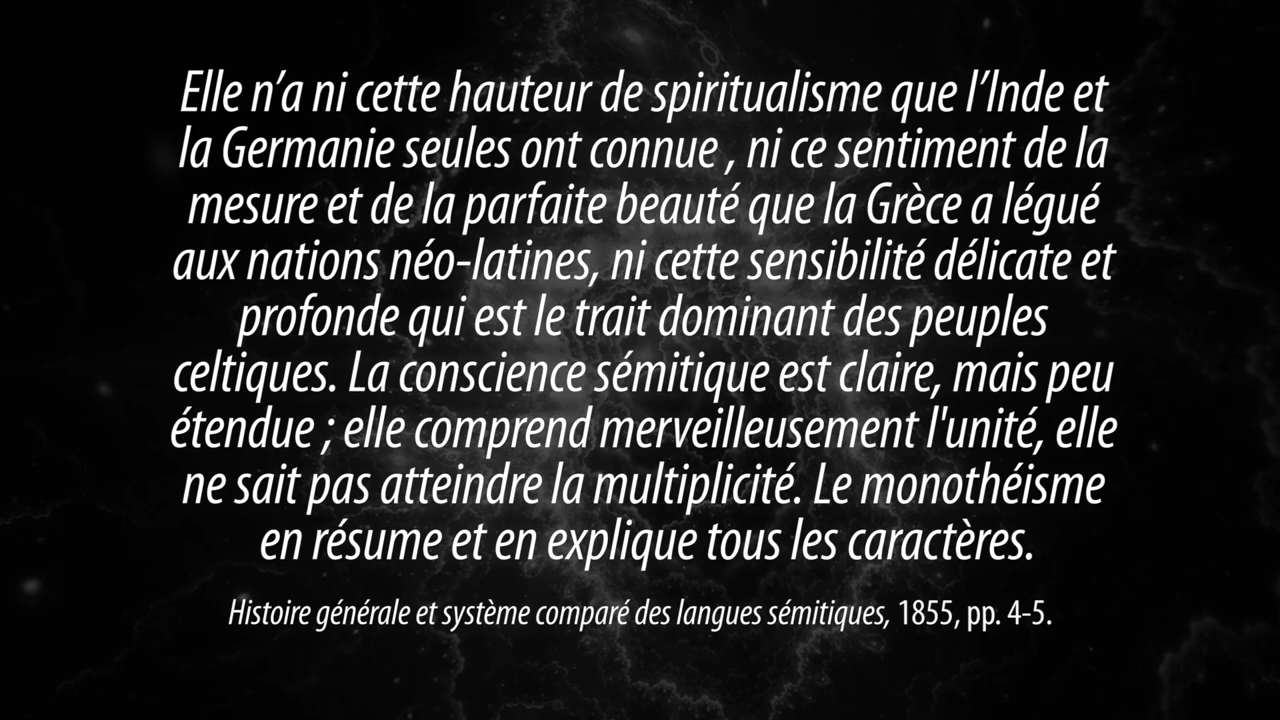 Elle n’a ni cette hauteur de spiritualisme que l’Inde et
la Germanie seules ont connue , ni ce sentiment de la
mesure et de la parfaite beauté que la Grèce a légué
aux nations néo-latines, ni cette sensibilité délicate et
profonde qui est le trait dominant des peuples
celtiques. La conscience sémitique est claire, mais peu
étendue ; elle comprend merveilleusement l'unité, elle
ne sait pas atteindre la multiplicité. Le monothéisme
en résume et en explique tous les caractères.
Histoire générale et système comparé des langues sémitiques, 1855, pp. 4-5.